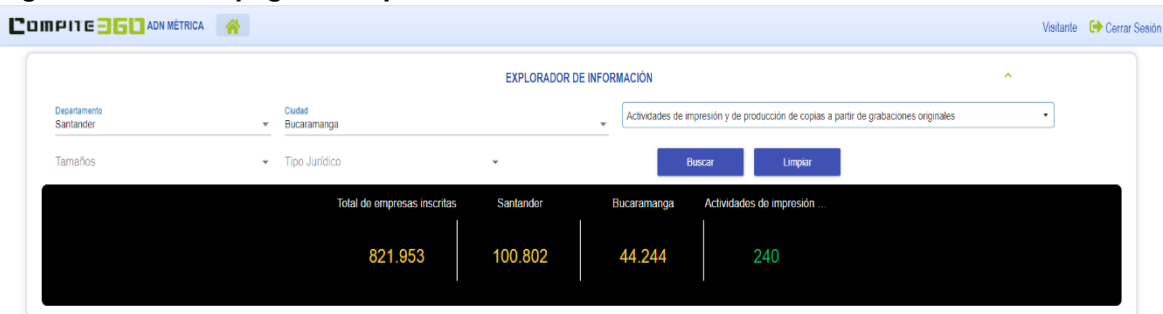 COMPITE360 ADN MÉTRICA
Visitante Cerrar Sesión
EXPLORADOR DE INFORMACIÓN
Departamento
Santander
Ciudad
Bucaramanga
Actividades de impresión y de producción de copias a partir de grabaciones originales
Tamaños
Tipo Jurídico
Buscar
Limpiar
Total de empresas inscritas Santander Bucaramanga Actividades de impresión ...
821.953 100.802 44.244 240